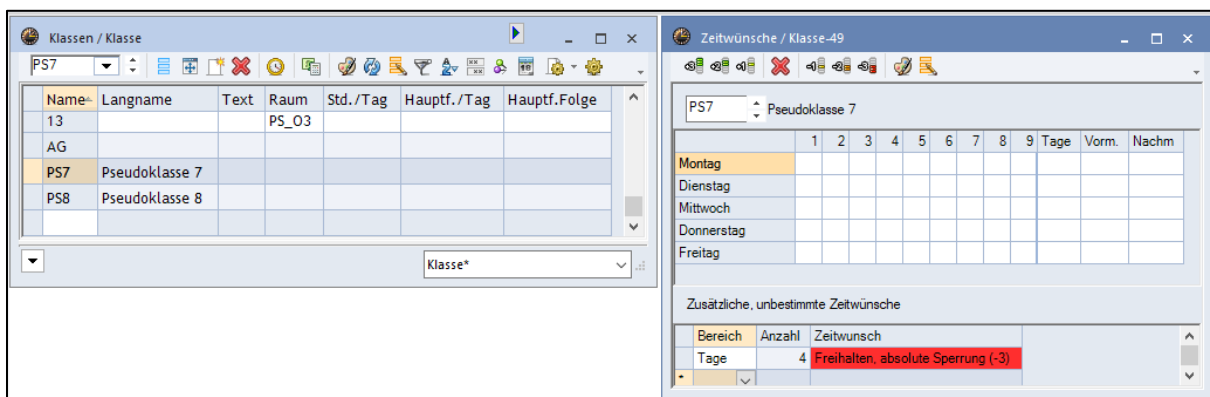 Klassen / Klasse
PS7
Name Langname Text Raum Std./Tag Hauptf./Tag Hauptf.Folge
13 PS_03
AG
PS7 Pseudoklasse 7
PS8 Pseudoklasse 8
Klasse*
Zeitwünsche / Klasse-49
PS7 Pseudoklasse 7
1 2 3 4 5 6 7 8 9 Tage Vorm. Nachm
Montag
Dienstag
Mittwoch
Donnerstag
Freitag
Zusätzliche, unbestimmte Zeitwünsche
Bereich Anzahl Zeitwunsch
Tage 4 Freihalten, absolute Sperrung (-3)
*